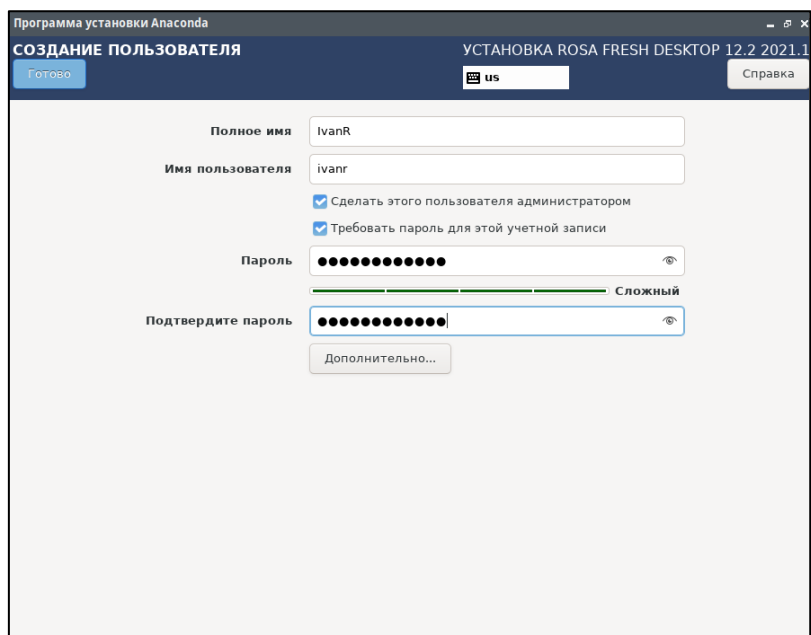 Программа установки Anaconda
СОЗДАНИЕ ПОЛЬЗОВАТЕЛЯ
УСТАНОВКА ROSA FRESH DESKTOP 12.2 2021.1
Готово
us
Справка
Полное имя
IvanR
Имя пользователя
ivanr
Сделать этого пользователя администратором
Требовать пароль для этой учетной записи
Пароль
●●●●●●●●●●●●
Сложный
Подтвердите пароль
●●●●●●●●●●●●
Дополнительно...